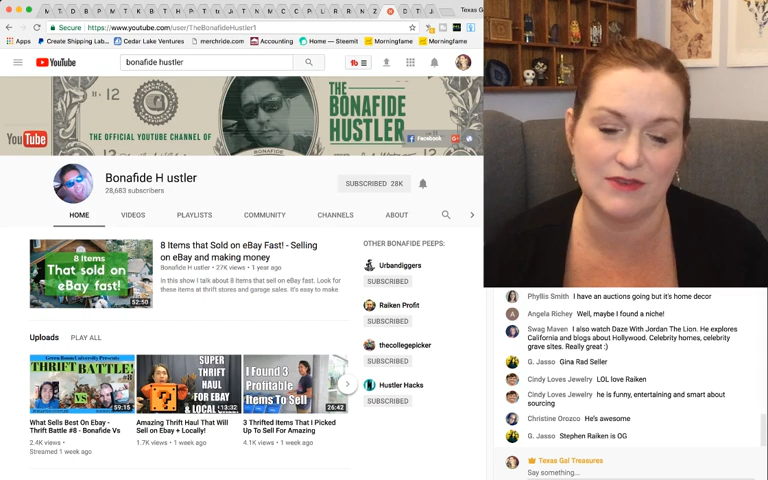 Texas G
Secure
https://www.youtube.com/user/TheBonafideHustler1
Apps
Create Shipping Lab...
Cedar Lake Ventures
merchride.com
Accounting
Home — Steemit
Morningfame
Morningfame
YouTube
bonafide hustler
You Tube
THE OFFICIAL YOUTUBE CHANNEL OF
12
12
BONAFIDE
THE
BONAFIDE
HUSTLER
Facebook
Bonafide H ustler
28,683 subscribers
SUBSCRIBED 28K
HOME
VIDEOS
PLAYLISTS
COMMUNITY
CHANNELS
ABOUT
8 Items
That sold on
eBay fast!
52:50
8 Items that Sold on eBay Fast! - Selling
on eBay and making money
Bonafide H ustler • 27K views • 1 year ago
In this show I talk about 8 items that sell on eBay fast. Look for
these items at thrift stores and garage sales. It's easy to make
OTHER BONAFIDE PEEPS:
Urbandiggers
SUBSCRIBED
Raiken Profit
SUBSCRIBED
thecollegepicker
SUBSCRIBED
Hustler Hacks
SUBSCRIBED
Uploads
PLAY ALL
Green Room University Presents
THRIFT BATTLE!
#8
VS
59:15
What Sells Best On Ebay -
Thrift Battle #8 - Bonafide Vs
2.4K views •
Streamed 1 week ago
SUPER
THRIFT
HAUL
FOR EBAY
& LOCAL
13:32
Amazing Thrift Haul That Will
Sell on Ebay + Locally!
1.7K views • 1 week ago
I Found 3
Profitable
Items To Sell
26:42
3 Thrifted Items That I Picked
Up To Sell For Amazing
4.1K views • 1 week ago
Phyllis Smith I have an auctions going but it's home decor
Angela Richey Well, maybe I found a niche!
Swag Maven I also watch Daze With Jordan The Lion. He explores
California and blogs about Hollywood. Celebrity homes, celebrity
grave sites. Really great :)
G. Jasso Gina Rad Seller
Cindy Loves Jewelry LOL love Raiken
Cindy Loves Jewelry he is funny, entertaining and smart about
sourcing
Christine Orozco He's awesome
G. Jasso Stephen Raiken is OG
Texas Gal Treasures
Say something...